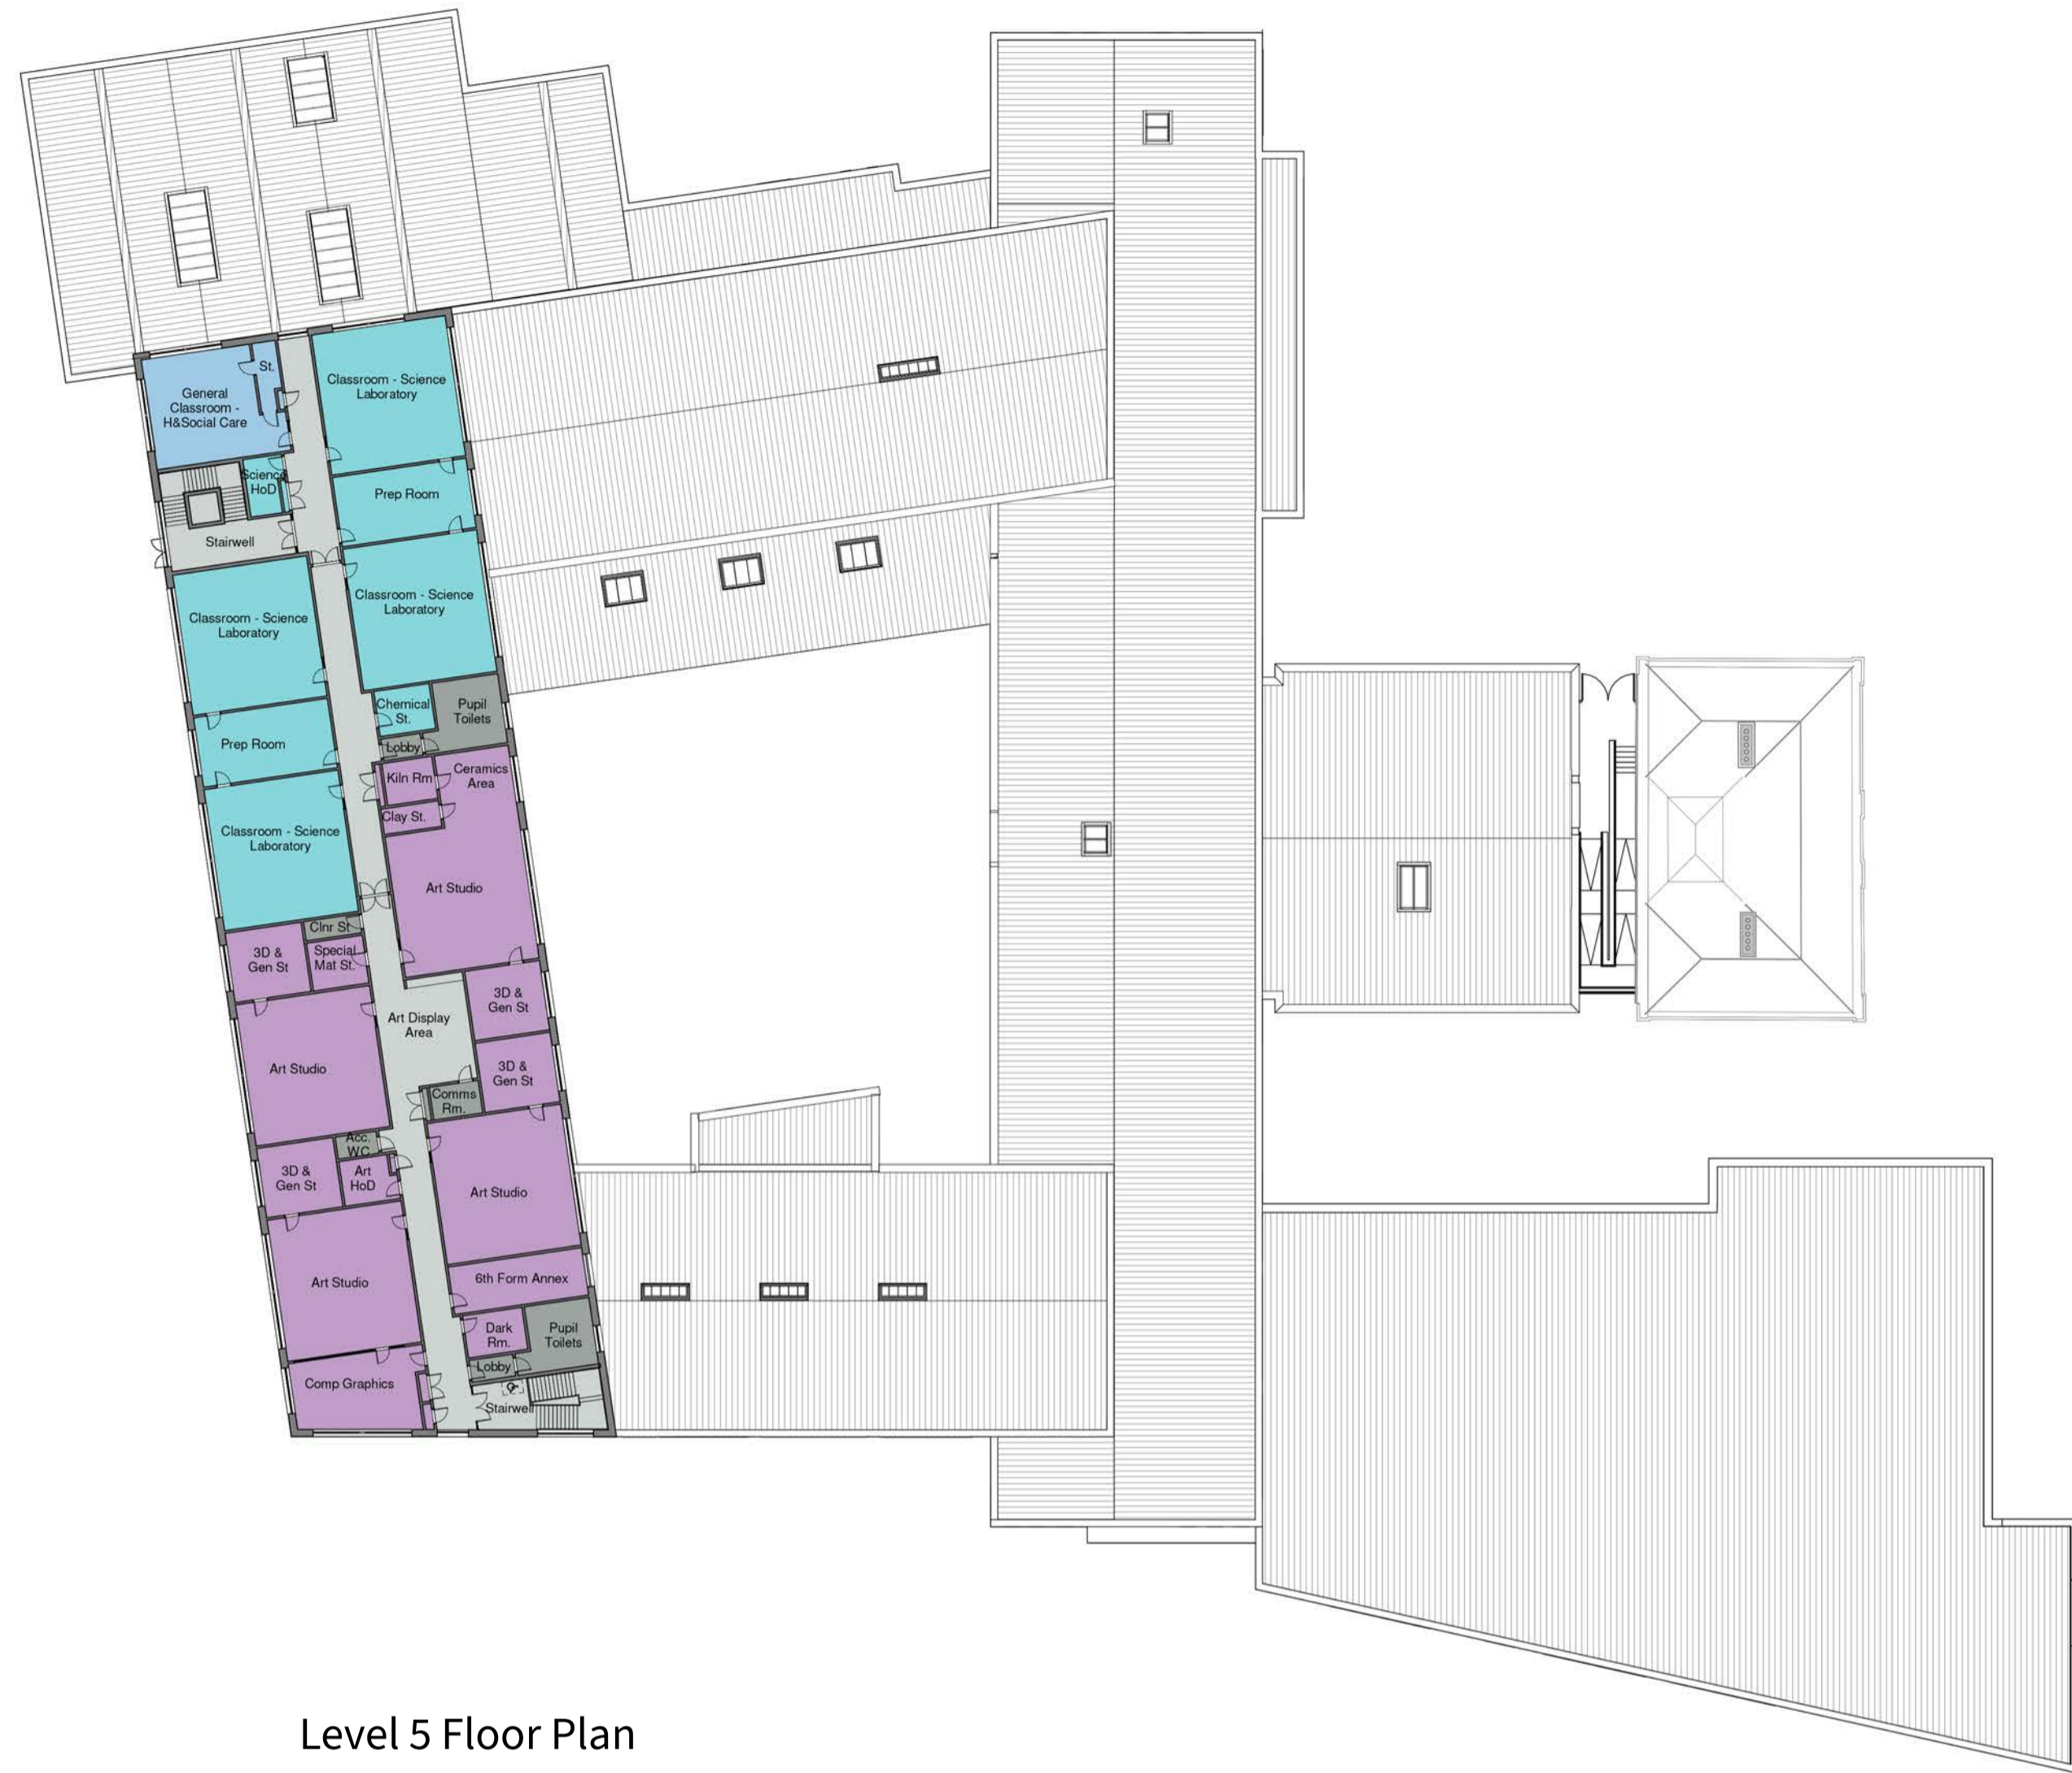 Classroom - Science
Laboratory
St.
General
Classroom -
H&Social Care
Science
HoD
Prep Room
Stairwell
Classroom - Science
Laboratory
Classroom - Science
Laboratory
Chemical
St.
Pupil
Toilets
Prep Room
Lobby
Kiln Rm
Ceramics
Area
Clay St.
Classroom - Science
Laboratory
Art Studio
Clnr St
3D &
Gen St
Special
Mat St.
3D &
Gen St
Art Display
Area
Art Studio
3D &
Gen St
Comms
Rm.
Acc.
WC
3D &
Gen St
Art
HoD
Art Studio
Art Studio
6th Form Annex
Dark
Rm.
Pupil
Toilets
Lobby
Comp Graphics
Stairwell
Level 5 Floor Plan